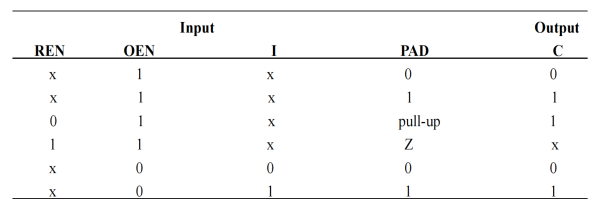 Input Output
REN OEN I PAD C
x 1 x 0 0
x 1 x 1 1
0 1 x pull-up 1
1 1 x Z x
x 0 0 0 0
x 0 1 1 1